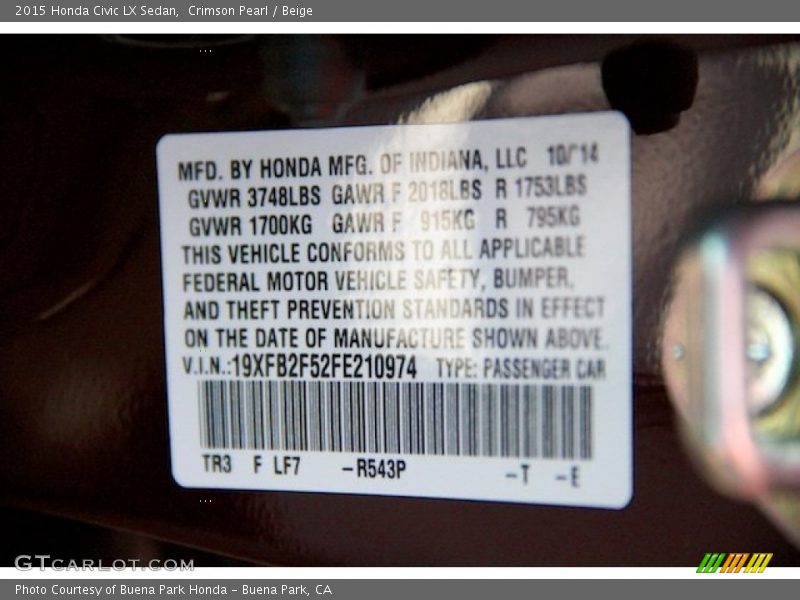 2015 Honda Civic LX Sedan,  Crimson Pearl / Beige
MFD. BY HONDA MFG. OF INDIANA, LLC 10/14
GVWR 3748LBS GAWR F 2018LBS R 1753LBS
GVWR 1700KG GAWR F 915KG R 795KG
THIS VEHICLE CONFORMS TO ALL APPLICABLE
FEDERAL MOTOR VEHICLE SAFETY, BUMPER,
AND THEFT PREVENTION STANDARDS IN EFFECT
ON THE DATE OF MANUFACTURE SHOWN ABOVE.
V.I.N.:19XFB2F52FE210974 TYPE: PASSENGER CAR
TR3 F LF7 -R543P -T -E
GTCARLOT.COM
Photo Courtesy of Buena Park Honda - Buena Park, CA